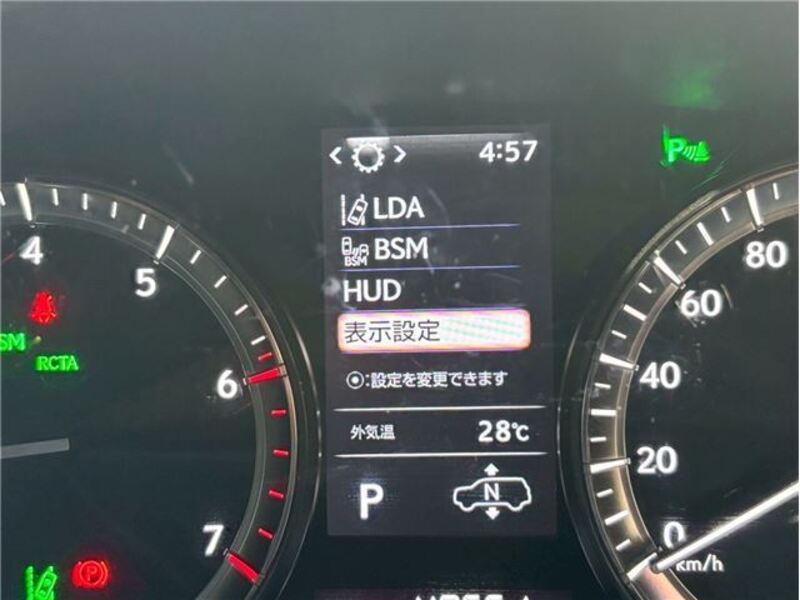 < > 4:57
LDA
BSM
BSM
HUD
表示設定
:設定を変更できます
外気温 28℃
P
N
4
5
6
7
RCTA
P
P
80
60
40
20
0
km/h